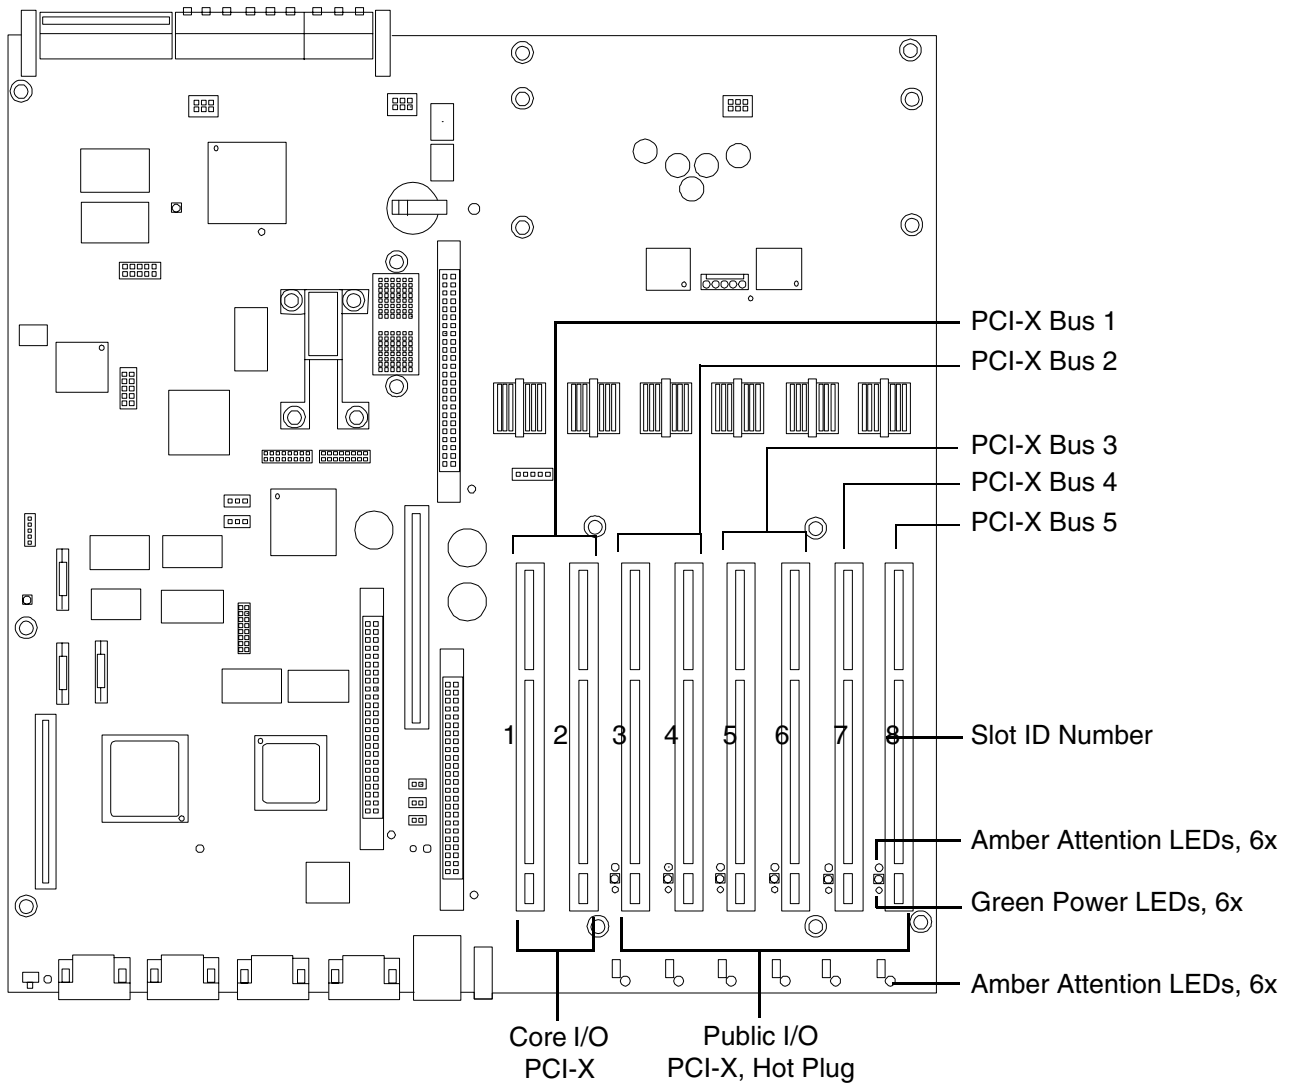 PCI-X Bus 1
PCI-X Bus 2
PCI-X Bus 3
PCI-X Bus 4
PCI-X Bus 5
1 2 3 4 5 6 7 8
Slot ID Number
Amber Attention LEDs, 6x
Green Power LEDs, 6x
Amber Attention LEDs, 6x
Core I/O
PCI-X
Public I/O
PCI-X, Hot Plug